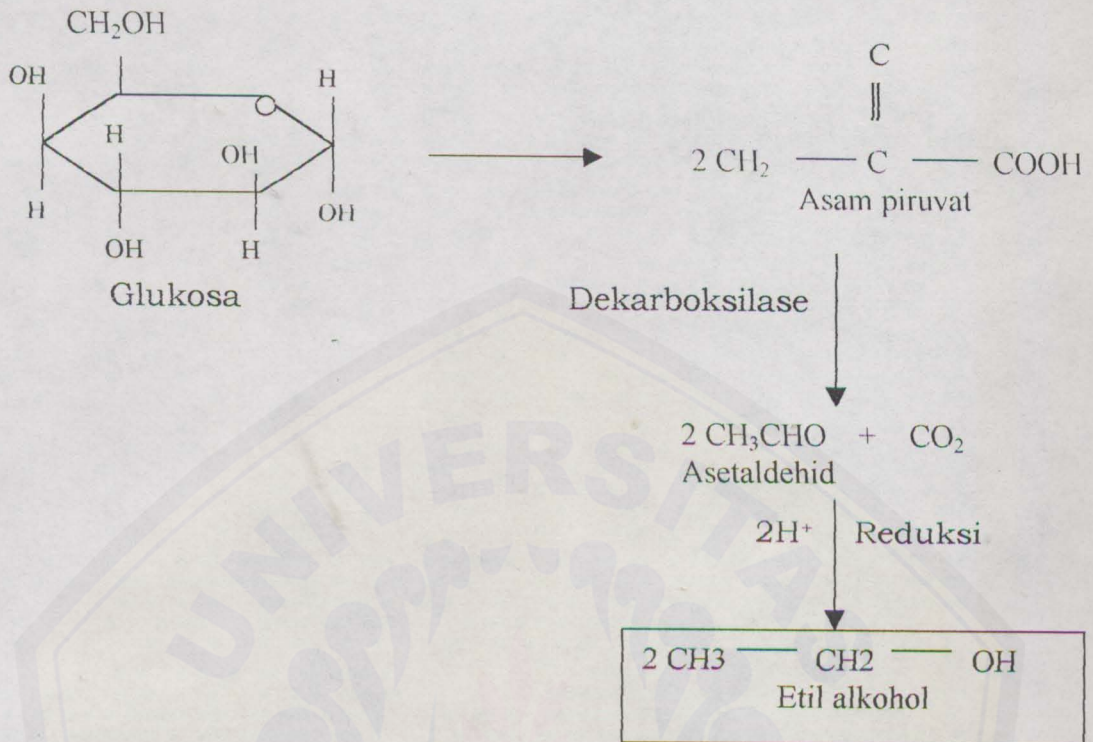 CH₂OH
OH H
H OH
H OH
OH H
Glukosa
C
||
2 CH₂ — C — COOH
Asam piruvat
Dekarboksilase
2 CH₃CHO + CO₂
Asetaldehid
2H⁺ Reduksi
2 CH3 — CH2 — OH
Etil alkohol
UNIVERSITAS